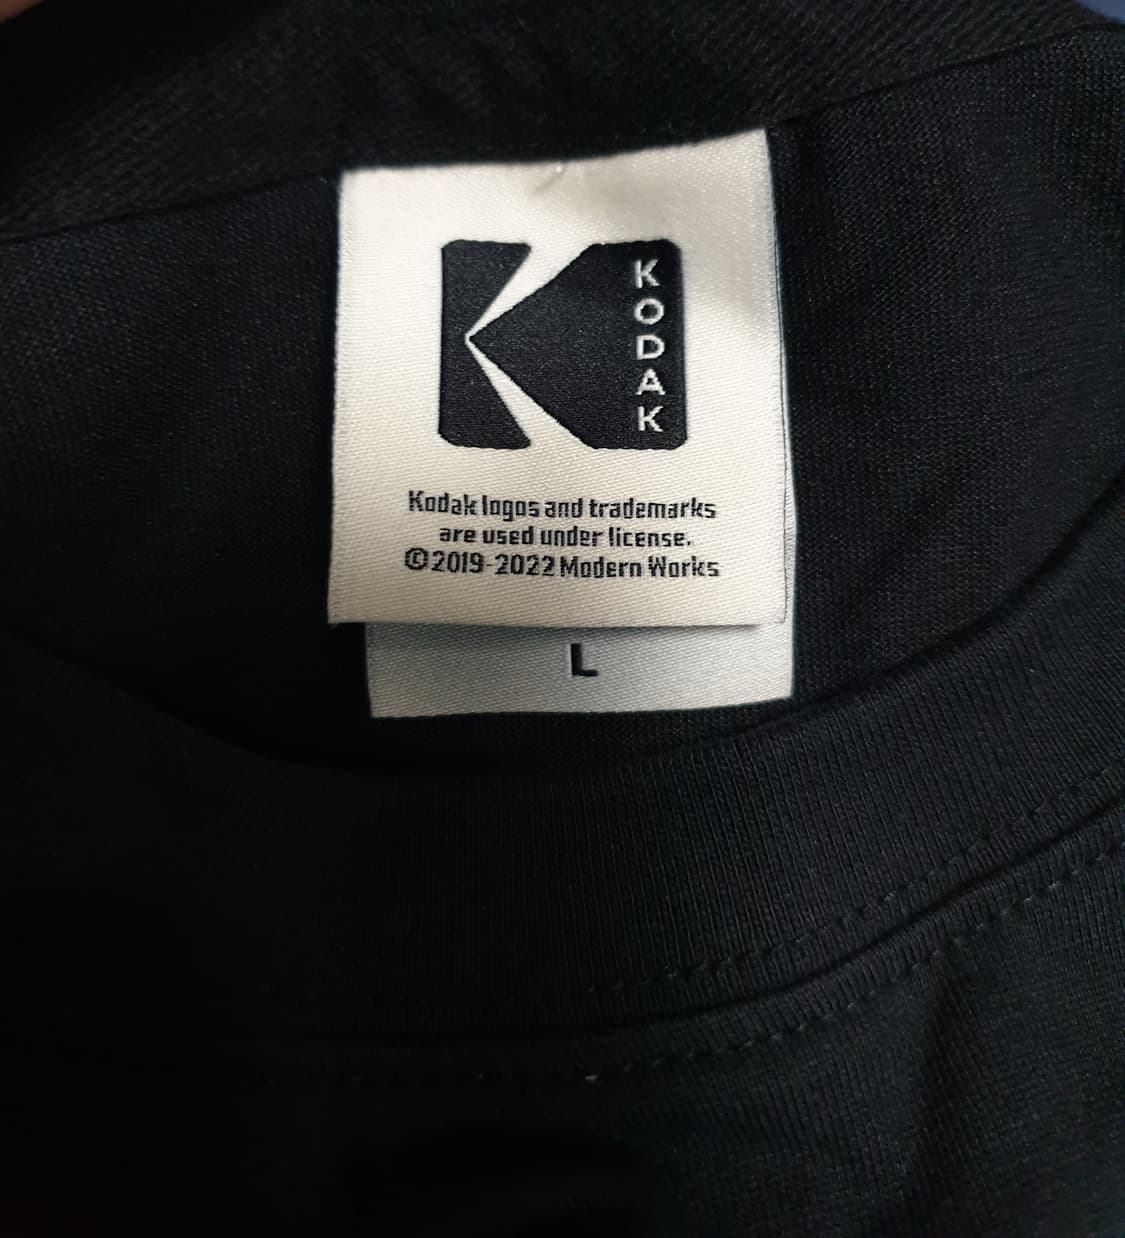 KODAK
Kodak logos and trademarks
are used under license.
©2019-2022 Modern Works
L